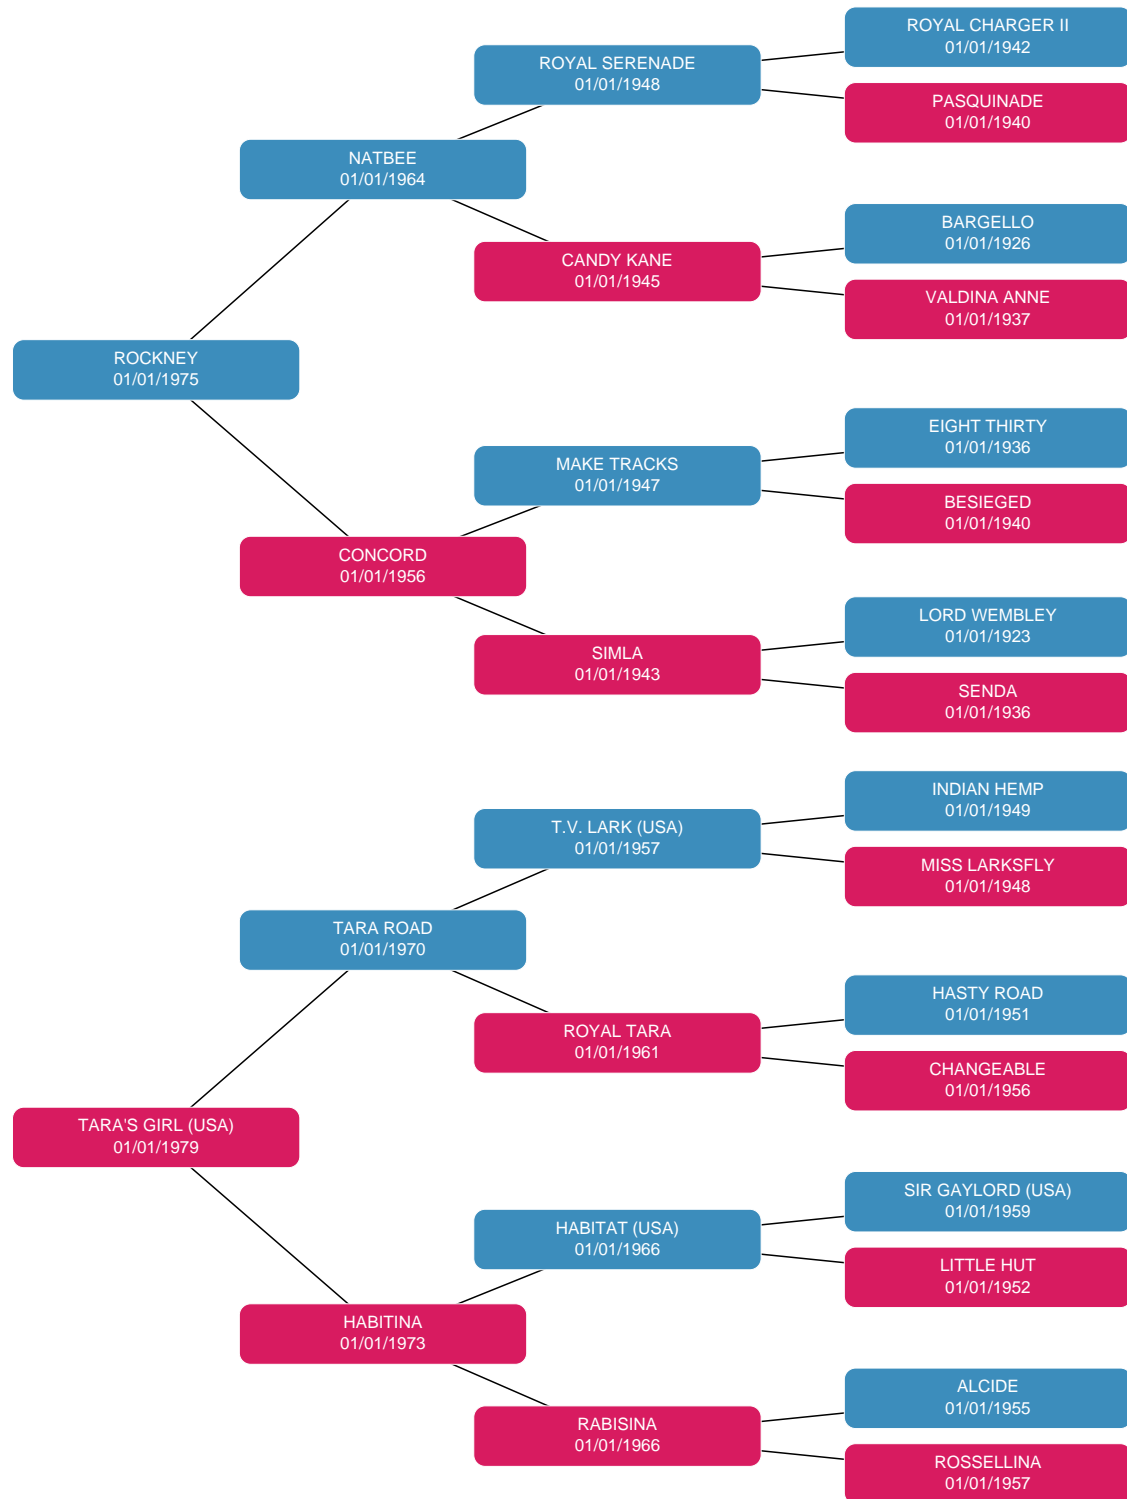 ROYAL CHARGER II
01/01/1942
ROYAL SERENADE
01/01/1948
PASQUINADE
01/01/1940
NATBEE
01/01/1964
BARGELLO
01/01/1926
CANDY KANE
01/01/1945
VALDINA ANNE
01/01/1937
ROCKNEY
01/01/1975
EIGHT THIRTY
01/01/1936
MAKE TRACKS
01/01/1947
BESIEGED
01/01/1940
CONCORD
01/01/1956
LORD WEMBLEY
01/01/1923
SIMLA
01/01/1943
SENDA
01/01/1936
INDIAN HEMP
01/01/1949
T.V. LARK (USA)
01/01/1957
MISS LARKSFLY
01/01/1948
TARA ROAD
01/01/1970
HASTY ROAD
01/01/1951
ROYAL TARA
01/01/1961
CHANGEABLE
01/01/1956
TARA'S GIRL (USA)
01/01/1979
SIR GAYLORD (USA)
01/01/1959
HABITAT (USA)
01/01/1966
LITTLE HUT
01/01/1952
HABITINA
01/01/1973
ALCIDE
01/01/1955
RABISINA
01/01/1966
ROSSELLINA
01/01/1957